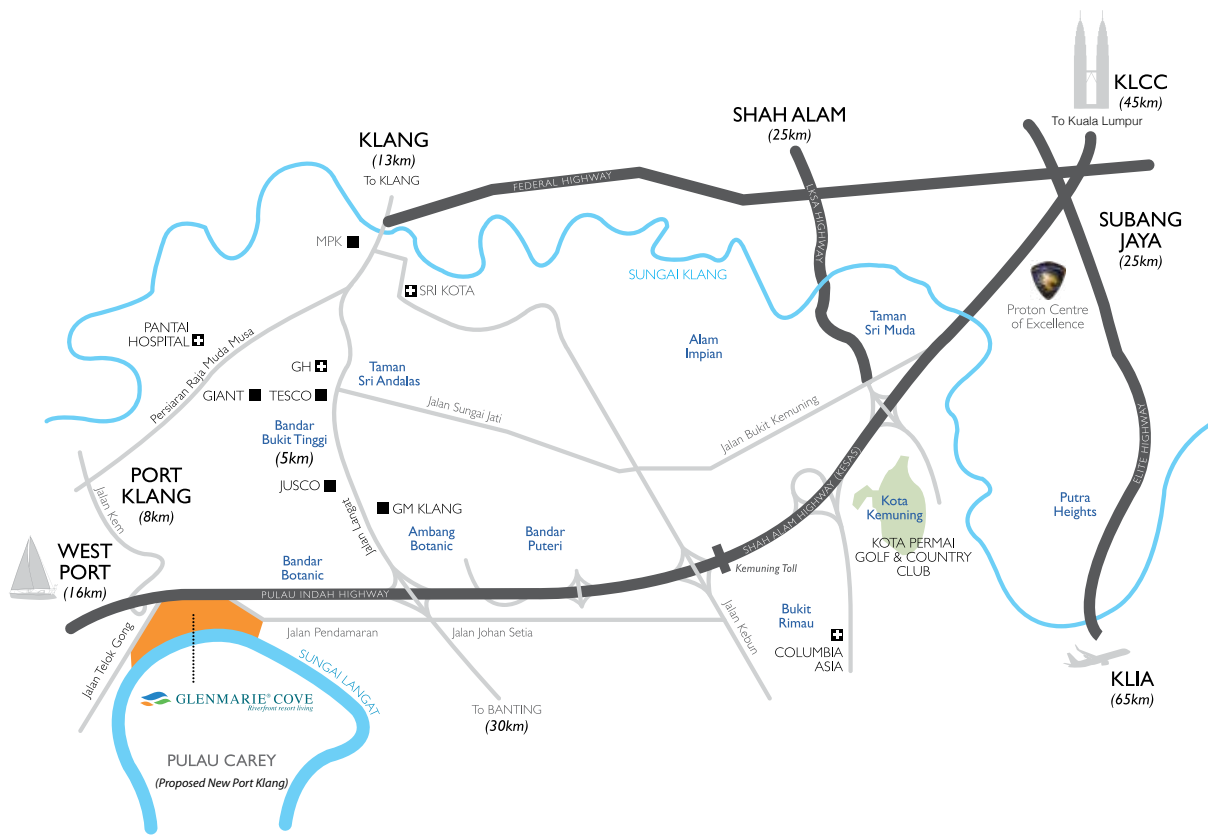 KLCC
(45km)
To Kuala Lumpur
SHAH ALAM
(25km)
KLANG
(13km)
To KLANG
FEDERAL HIGHWAY
LKSA HIGHWAY
SUBANG
JAYA
(25km)
MPK
SUNGAI KLANG
SRI KOTA
Proton Centre
of Excellence
PANTAI
HOSPITAL
Persiaran Raja Muda Musa
Alam
Impian
Taman
Sri Muda
GH
Taman
Sri Andalas
GIANT
TESCO
Jalan Sungai Jati
Jalan Bukit Kemuning
Bandar
Bukit Tinggi
(5km)
ELITE HIGHWAY
PORT
KLANG
(8km)
Jalan Kem
JUSCO
GM KLANG
Jalan Langat
Ambang
Botanic
Bandar
Puteri
SHAH ALAM HIGHWAY (KESAS)
Kota
Kemuning
KOTA PERMAI
GOLF & COUNTRY
CLUB
Putra
Heights
WEST
PORT
(16km)
Bandar
Botanic
Kemuning Toll
PULAU INDAH HIGHWAY
Bukit
Rimau
COLUMBIA
ASIA
Jalan Kebun
Jalan Pendamaran
Jalan Johan Setia
Jalan Telok Gong
SUNGAI LANGAT
KLIA
(65km)
GLENMARIE® COVE
Riverfront resort living
To BANTING
(30km)
PULAU CAREY
(Proposed New Port Klang)